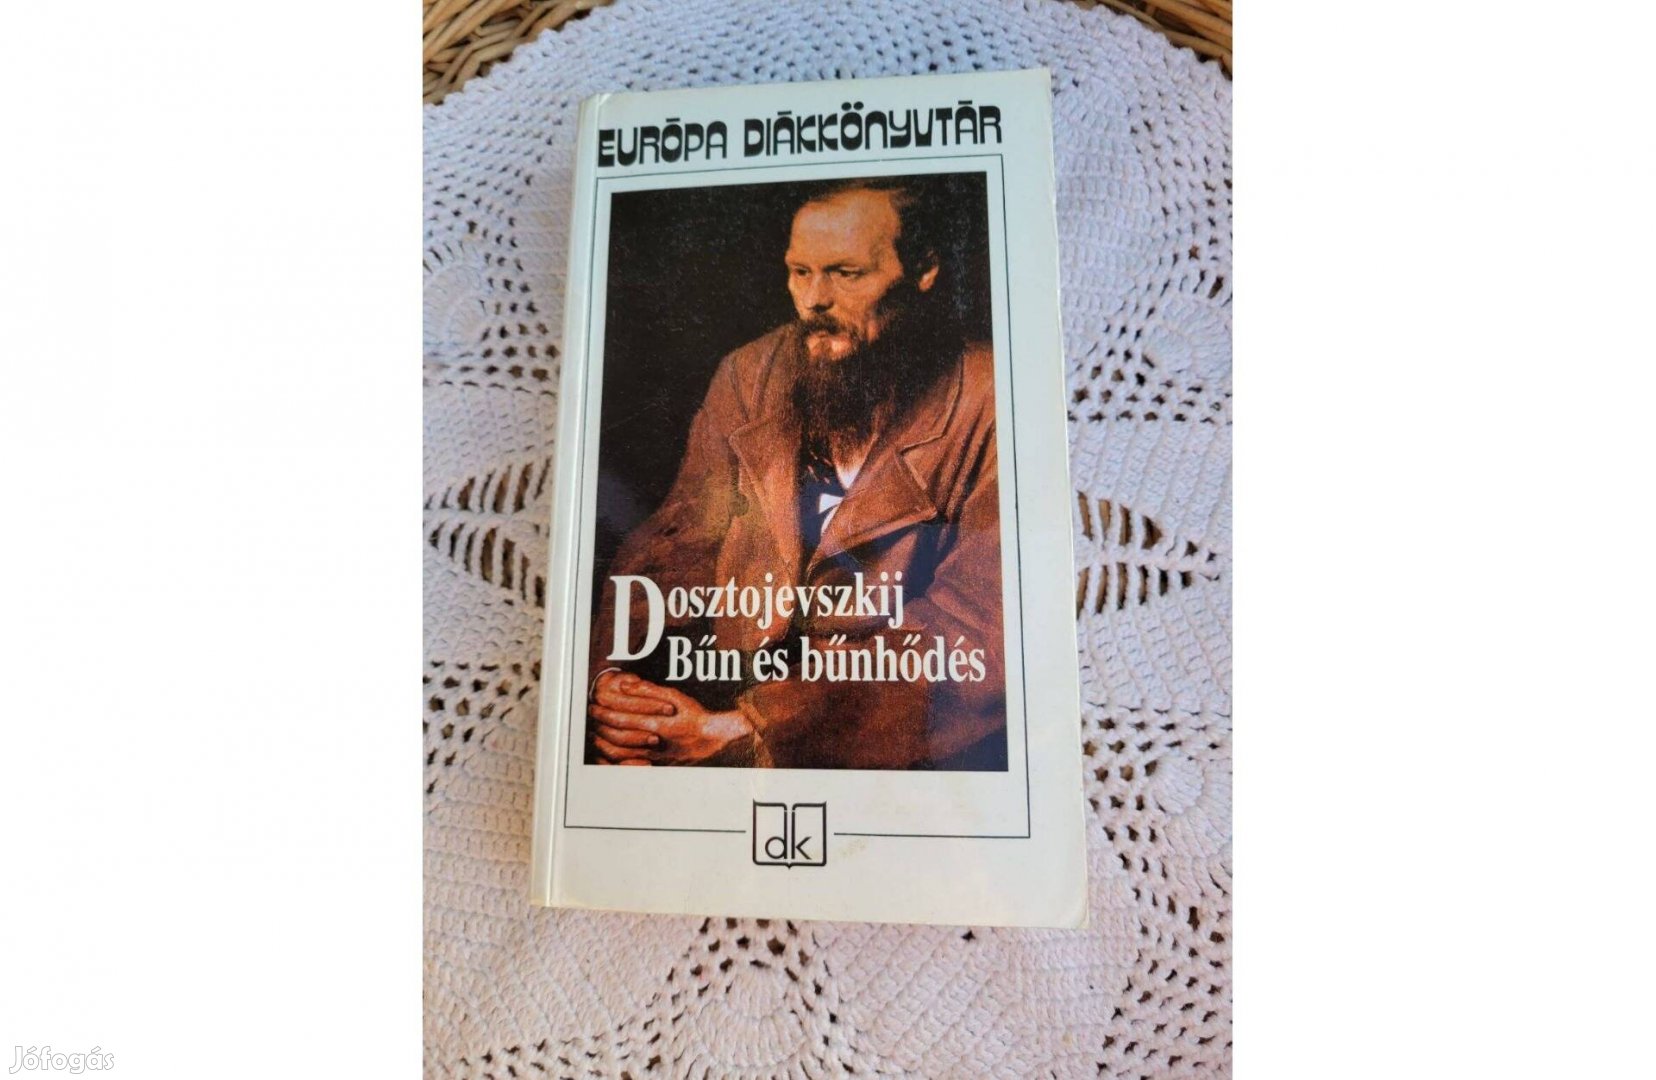 EURÓPA DIÁKKÖNYVTÁR
Dosztojevszkij
Bűn és bűnhődés
dk
Jófogás